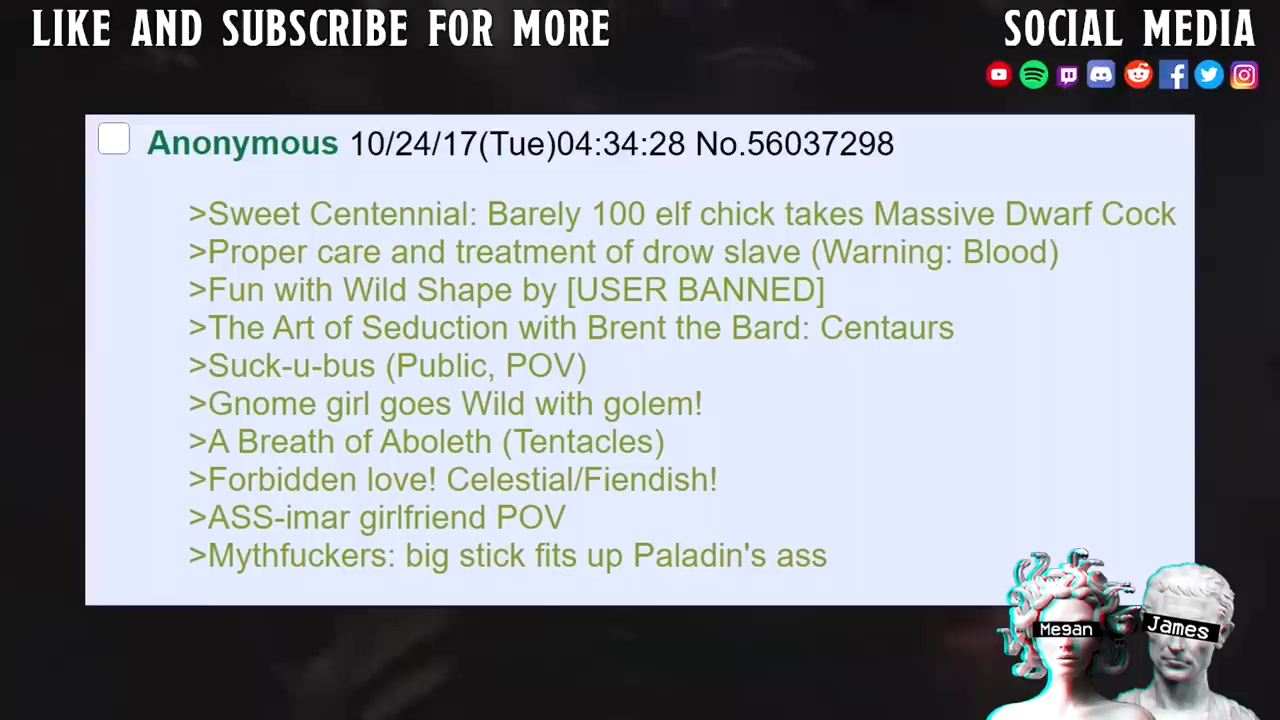 LIKE AND SUBSCRIBE FOR MORE
SOCIAL MEDIA
Anonymous 10/24/17(Tue)04:34:28 No.56037298
>Sweet Centennial: Barely 100 elf chick takes Massive Dwarf Cock
>Proper care and treatment of drow slave (Warning: Blood)
>Fun with Wild Shape by [USER BANNED]
>The Art of Seduction with Brent the Bard: Centaurs
>Suck-u-bus (Public, POV)
>Gnome girl goes Wild with golem!
>A Breath of Aboleth (Tentacles)
>Forbidden love! Celestial/Fiendish!
>ASS-imar girlfriend POV
>Mythfuckers: big stick fits up Paladin's ass
Megan
James